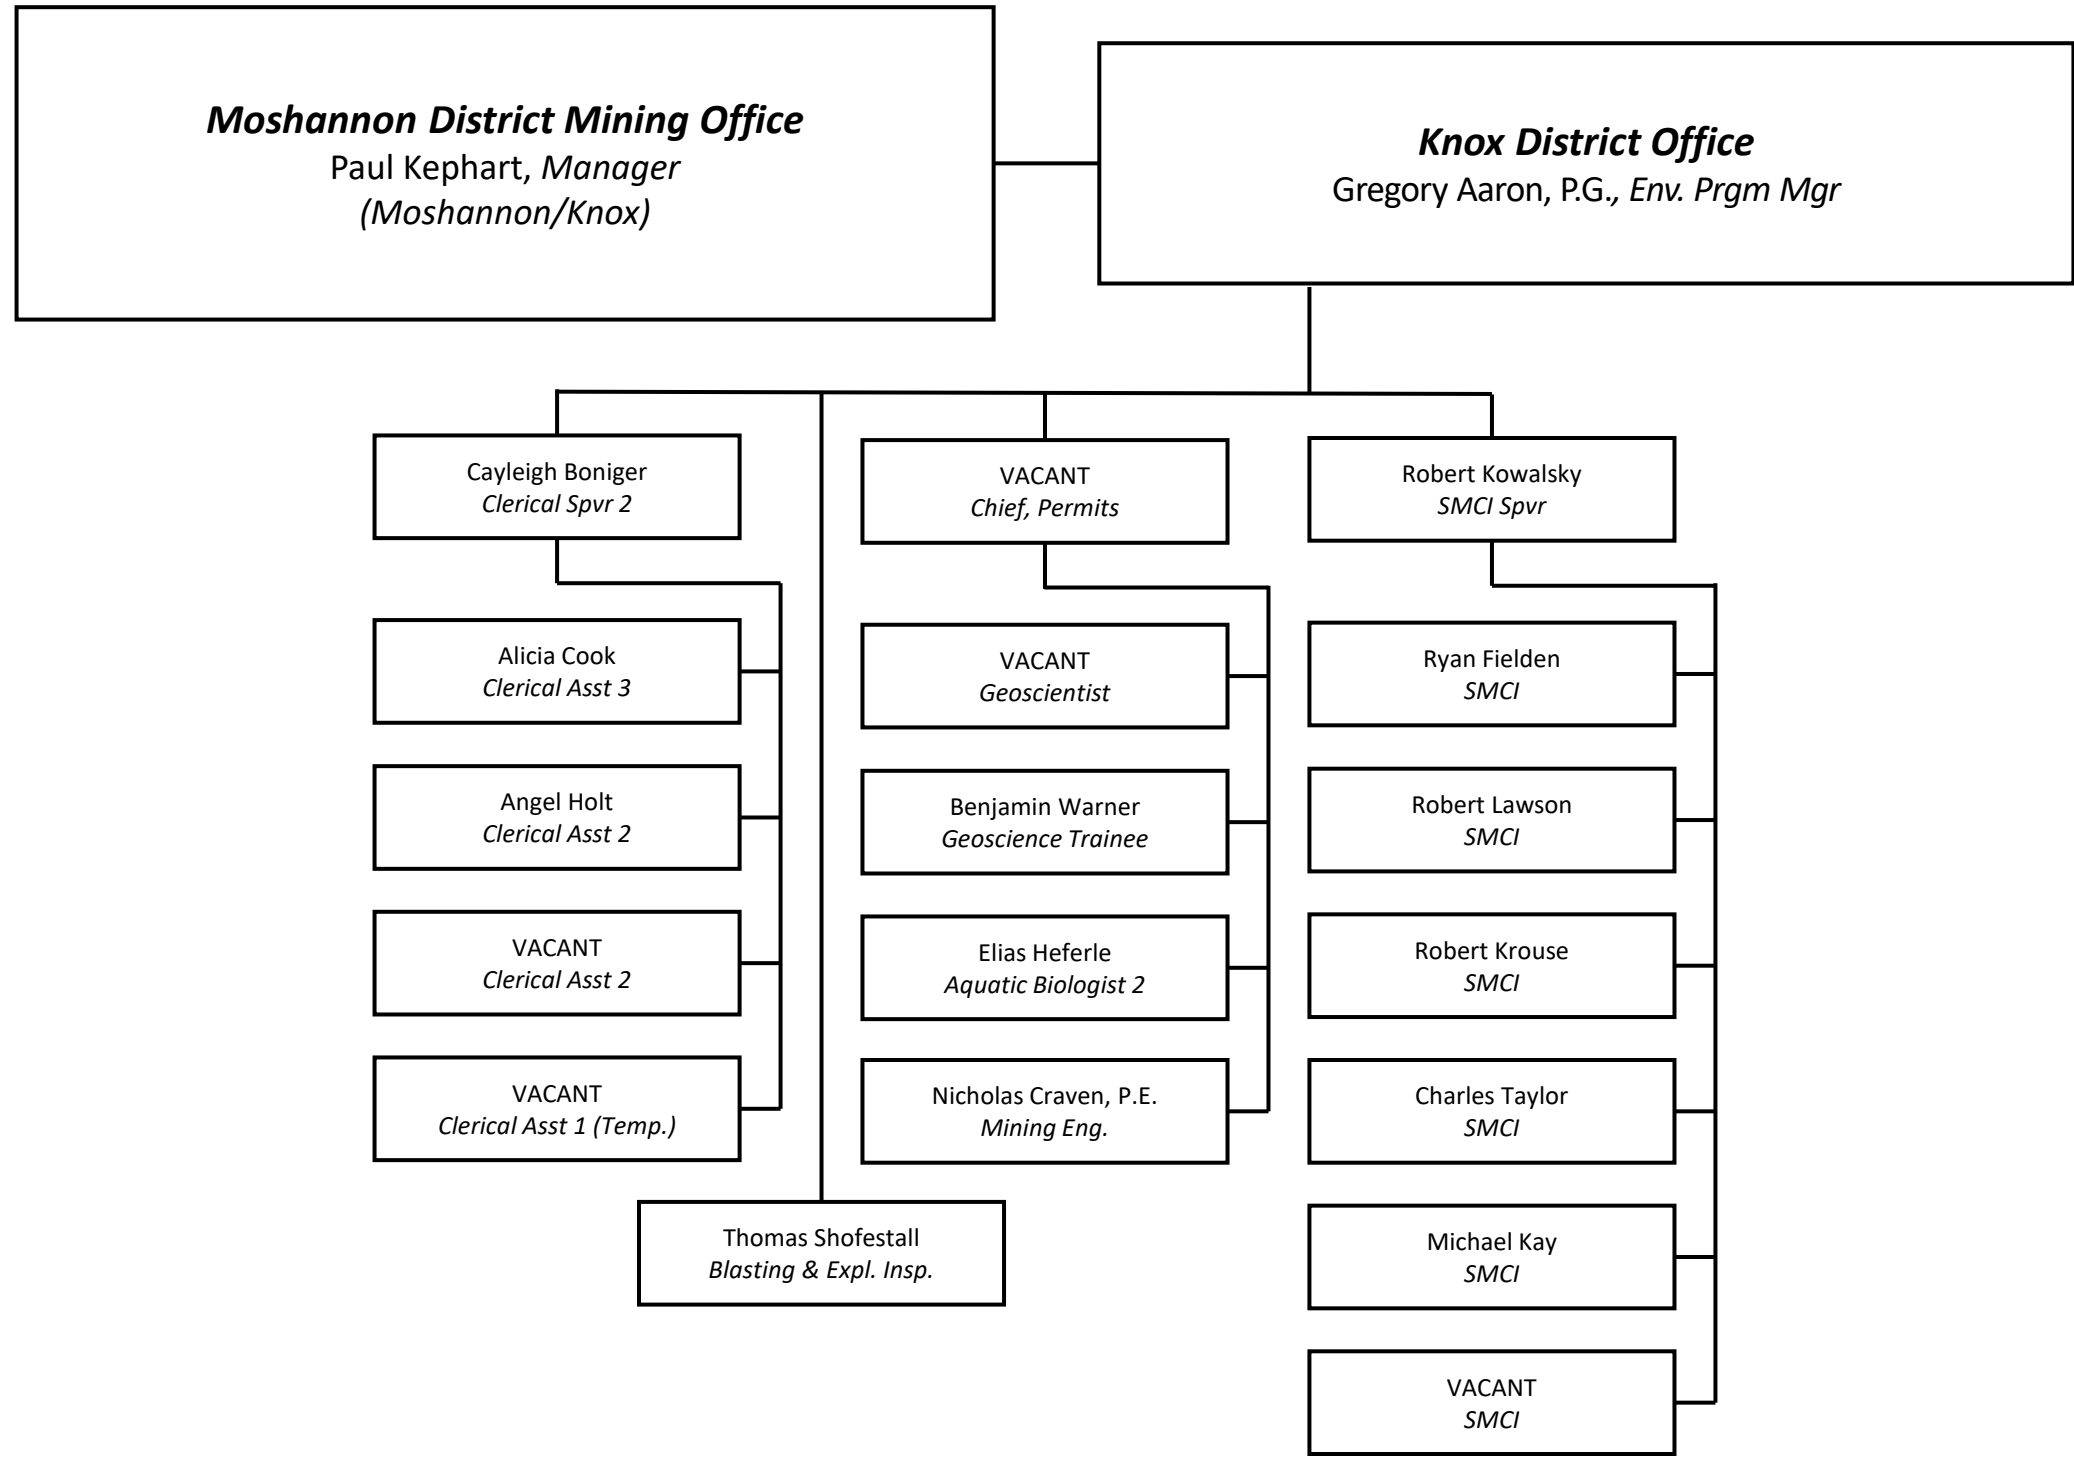 Moshannon District Mining Office
Paul Kephart, Manager
(Moshannon/Knox)
Knox District Office
Gregory Aaron, P.G., Env. Prgm Mgr
Cayleigh Boniger
Clerical Spvr 2
Alicia Cook
Clerical Asst 3
Angel Holt
Clerical Asst 2
VACANT
Clerical Asst 2
VACANT
Clerical Asst 1 (Temp.)
Thomas Shofestall
Blasting & Expl. Insp.
VACANT
Chief, Permits
VACANT
Geoscientist
Benjamin Warner
Geoscience Trainee
Elias Heferle
Aquatic Biologist 2
Nicholas Craven, P.E.
Mining Eng.
Robert Kowalsky
SMCI Spvr
Ryan Fielden
SMCI
Robert Lawson
SMCI
Robert Krouse
SMCI
Charles Taylor
SMCI
Michael Kay
SMCI
VACANT
SMCI